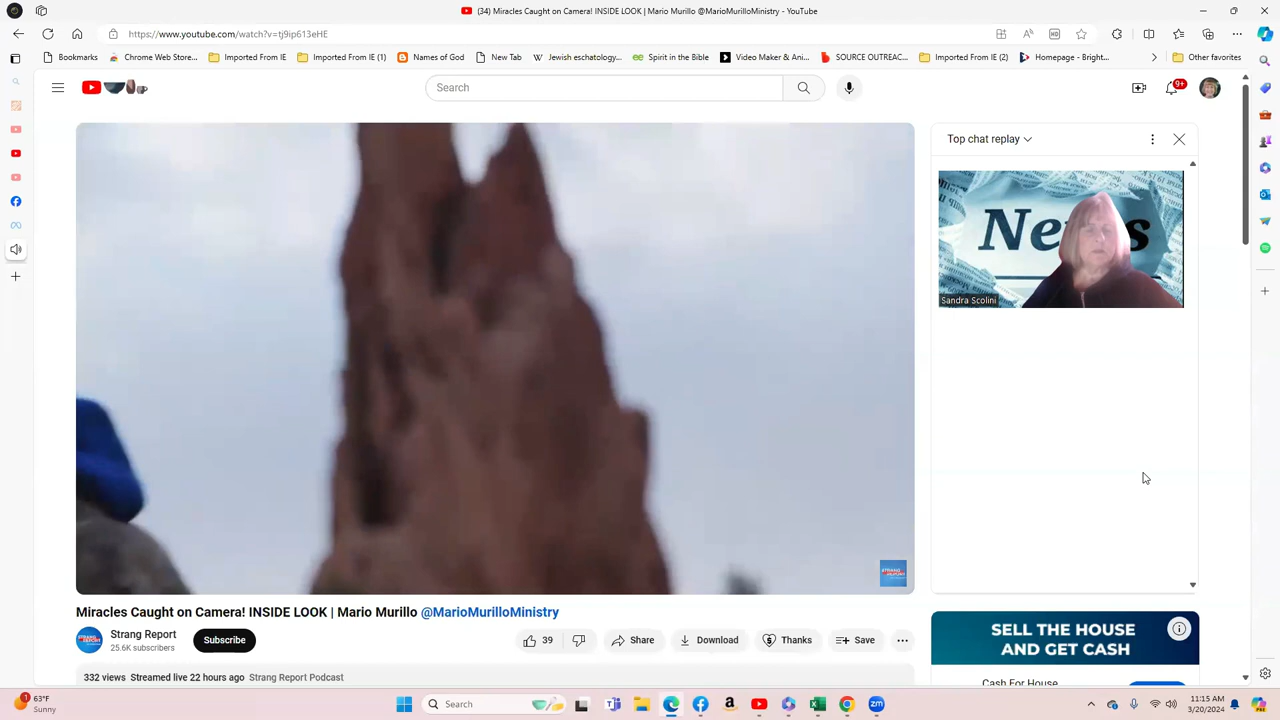 (34) Miracles Caught on Camera! INSIDE LOOK | Mario Murillo @MarioMurilloMinistry - YouTube
https://www.youtube.com/watch?v=tj9ip613eHE
Bookmarks
Chrome Web Store...
Imported From IE
Imported From IE (1)
Names of God
New Tab
Jewish eschatology...
Spirit in the Bible
Video Maker & Ani...
SOURCE OUTREAC...
Imported From IE (2)
Homepage - Bright...
Other favorites
Search
9+
Top chat replay
News
Sandra Scolini
STRANG REPORT
Miracles Caught on Camera! INSIDE LOOK | Mario Murillo @MarioMurilloMinistry
Strang Report
25.6K subscribers
Subscribe
39
Share
Download
Thanks
Save
332 views Streamed live 22 hours ago Strang Report Podcast
SELL THE HOUSE
AND GET CASH
Cash For House
1
63°F
Sunny
Search
11:15 AM
3/20/2024